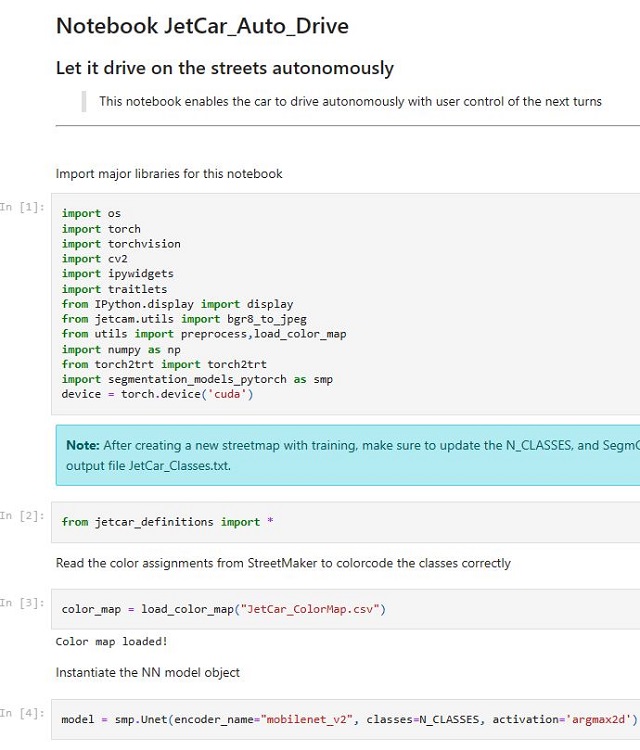 Notebook JetCar_Auto_Drive
Let it drive on the streets autonomously
This notebook enables the car to drive autonomously with user control of the next turns
Import major libraries for this notebook
In [1]:
import os
import torch
import torchvision
import cv2
import ipywidgets
import traitlets
from IPython.display import display
from jetcam.utils import bgr8_to_jpeg
from utils import preprocess,load_color_map
import numpy as np
from torch2trt import torch2trt
import segmentation_models_pytorch as smp
device = torch.device('cuda')
Note: After creating a new streetmap with training, make sure to update the N_CLASSES, and Segm
output file JetCar_Classes.txt.
In [2]:
from jetcar_definitions import *
Read the color assignments from StreetMaker to colorcode the classes correctly
In [3]:
color_map = load_color_map("JetCar_ColorMap.csv")
Color map loaded!
Instantiate the NN model object
In [4]:
model = smp.Unet(encoder_name="mobilenet_v2", classes=N_CLASSES, activation='argmax2d')